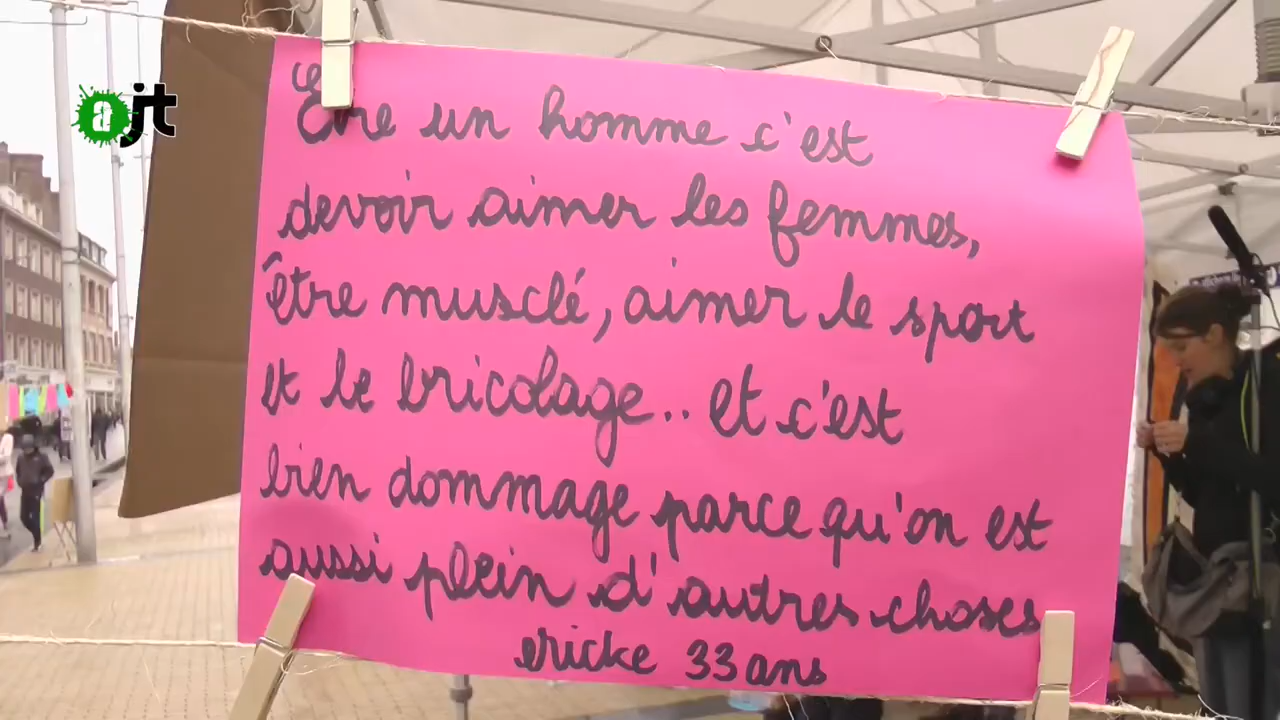 ajt
Être un homme c'est
devoir aimer les femmes,
être musclé, aimer le sport
et le bricolage.. et c'est
bien dommage parce qu'on est
aussi plein d'autres choses
ericke 33 ans